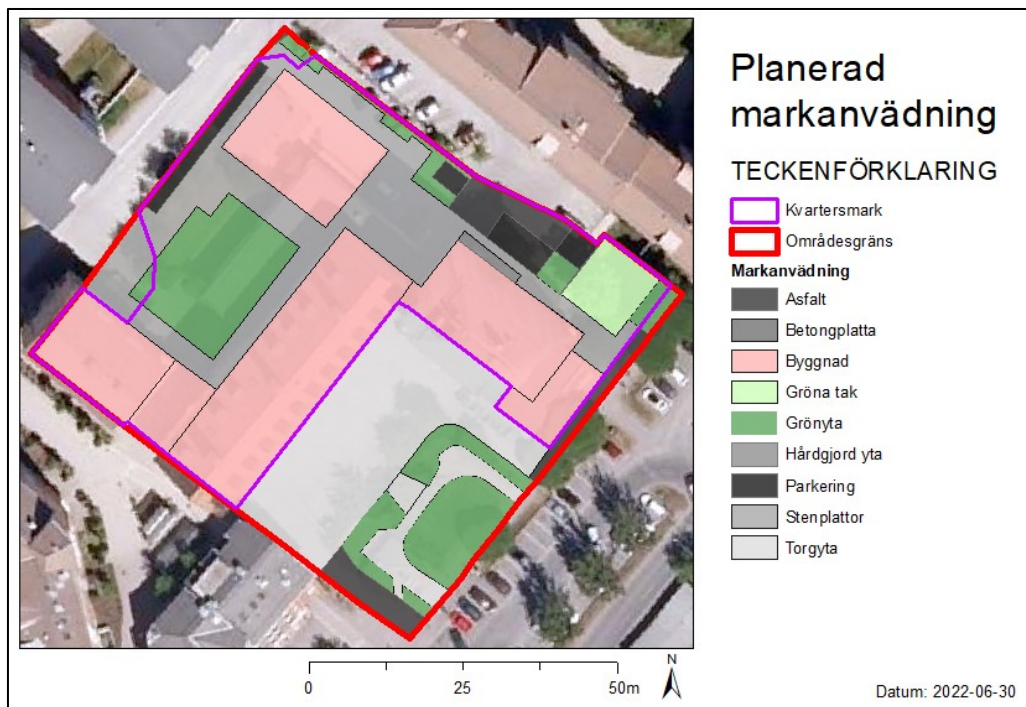 Planerad
markanvädning
TECKENFÖRKLARING
Kvartersmark
Områdesgräns
Markanvädning
Asfalt
Betongplatta
Byggnad
Gröna tak
Grönyta
Hårdgjord yta
Parkering
Stenplattor
Torgyta
N
0 25 50m
Datum: 2022-06-30